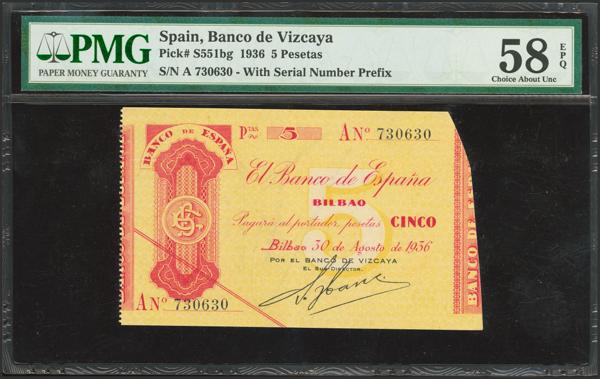 PMG
PAPER MONEY GUARANTY
Spain, Banco de Vizcaya
Pick# S551bg 1936 5 Pesetas
S/N A 730630 - With Serial Number Prefix
58 EPQ
Choice About Unc
BANCO DE ESPAÑA
PTAS 5 A Nº 730630
5
El Banco de España
BILBAO
Pagará al portador, pesetas CINCO
Bilbao 30 de Agosto de 1936
POR EL BANCO DE VIZCAYA
EL SUB-DIRECTOR.
A Nº 730630
BANCO DE